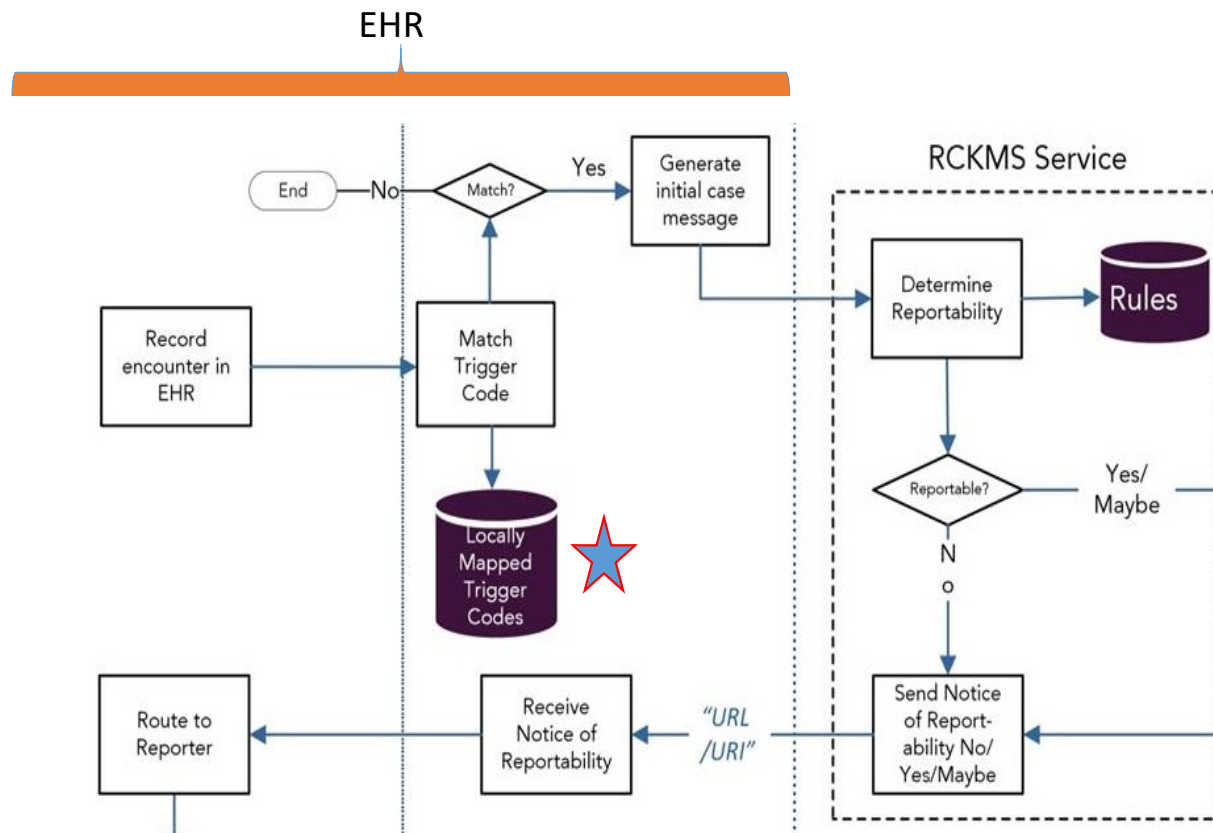 EHR
RCKMS Service
End
No
Match?
Yes
Generate
initial case
message
Record
encounter in
EHR
Match
Trigger
Code
Determine
Reportability
Rules
Locally
Mapped
Trigger
Codes
Reportable?
Yes/
Maybe
N
o
Route to
Reporter
Receive
Notice of
Reportability
“URL
/URI”
Send Notice
of Report-
ability No/
Yes/Maybe